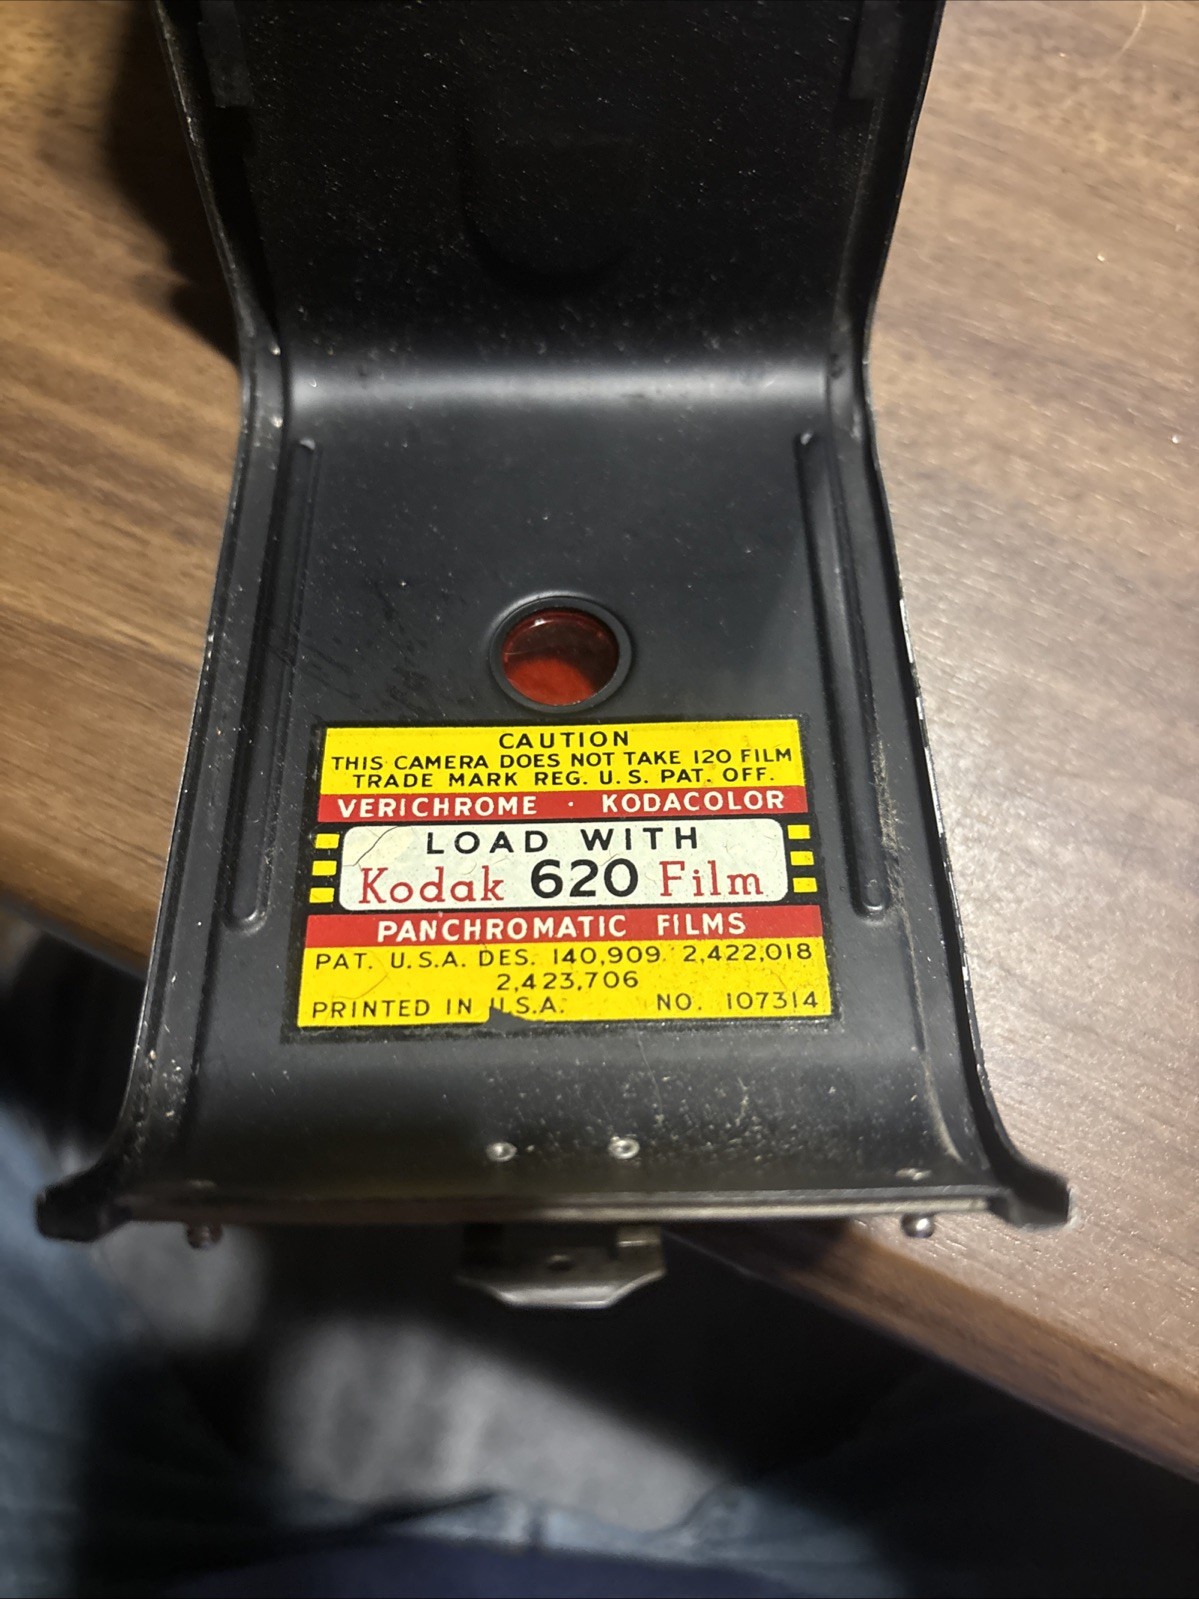 CAUTION
THIS CAMERA DOES NOT TAKE 120 FILM
TRADE MARK REG. U.S. PAT. OFF.
VERICHROME · KODACOLOR
LOAD WITH
Kodak 620 Film
PANCHROMATIC FILMS
PAT. U.S.A. DES. 140,909. 2,422,018
2,423,706
PRINTED IN U.S.A. NO. 107314